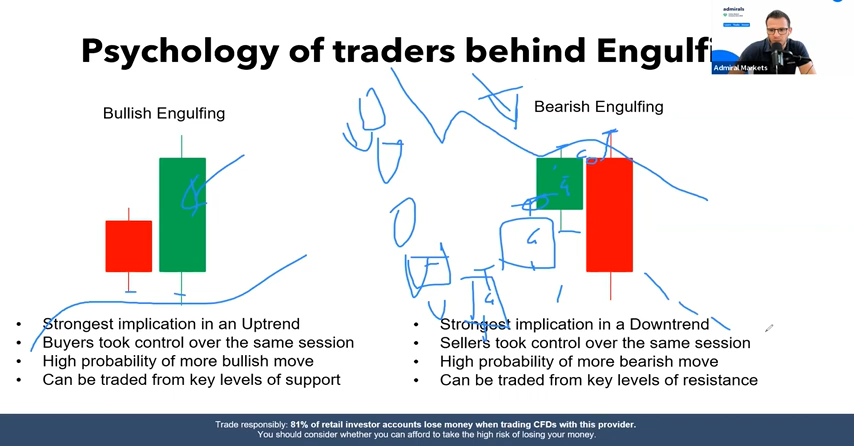 admirals
Psychology of traders behind Engulfi
Admiral Markets
Bullish Engulfing
Bearish Engulfing
G
G
G
G
• Strongest implication in an Uptrend
• Buyers took control over the same session
• High probability of more bullish move
• Can be traded from key levels of support
• Strongest implication in a Downtrend
• Sellers took control over the same session
• High probability of more bearish move
• Can be traded from key levels of resistance
Trade responsibly: 81% of retail investor accounts lose money when trading CFDs with this provider.
You should consider whether you can afford to take the high risk of losing your money.